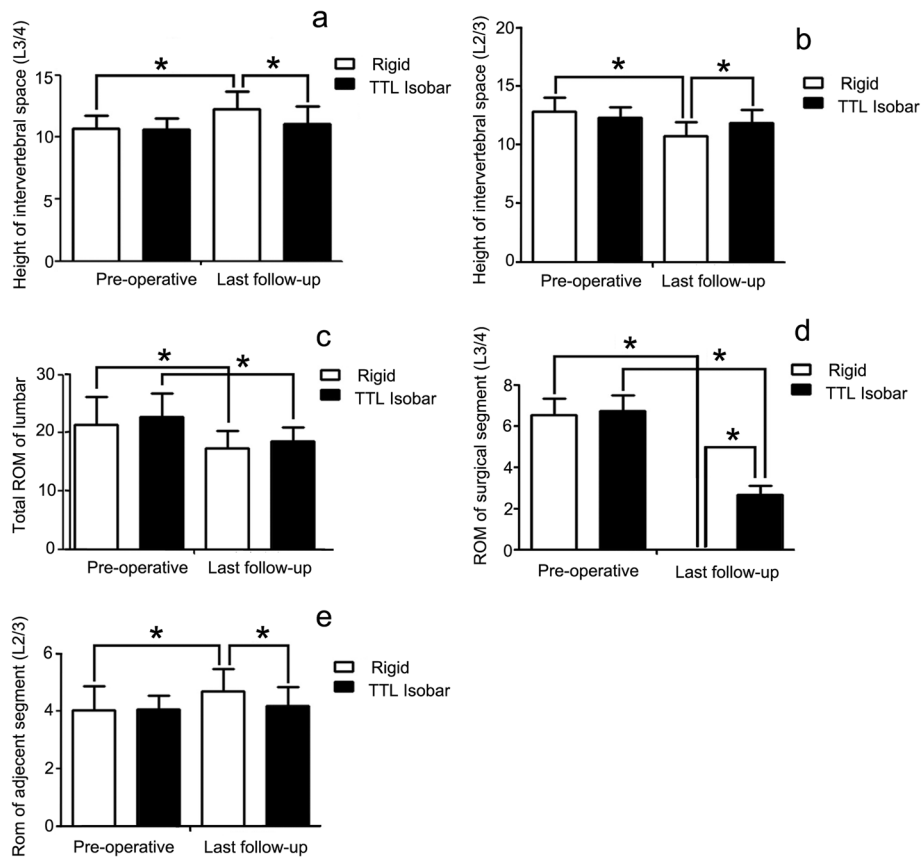 a
Height of intervertebral space (L3/4)
15
10
5
0
*
*
Rigid
TTL Isobar
Pre-operative
Last follow-up
b
Height of intervertebral space (L2/3)
20
15
10
5
0
*
*
Rigid
TTL Isobar
Pre-operative
Last follow-up
c
Total ROM of lumbar
30
20
10
0
*
*
Rigid
TTL Isobar
Pre-operative
Last follow-up
d
ROM of surgical segment (L3/4)
8
6
4
2
0
*
*
*
Rigid
TTL Isobar
Pre-operative
Last follow-up
e
Rom of adjecent segment (L2/3)
6
4
2
0
*
*
Rigid
TTL Isobar
Pre-operative
Last follow-up